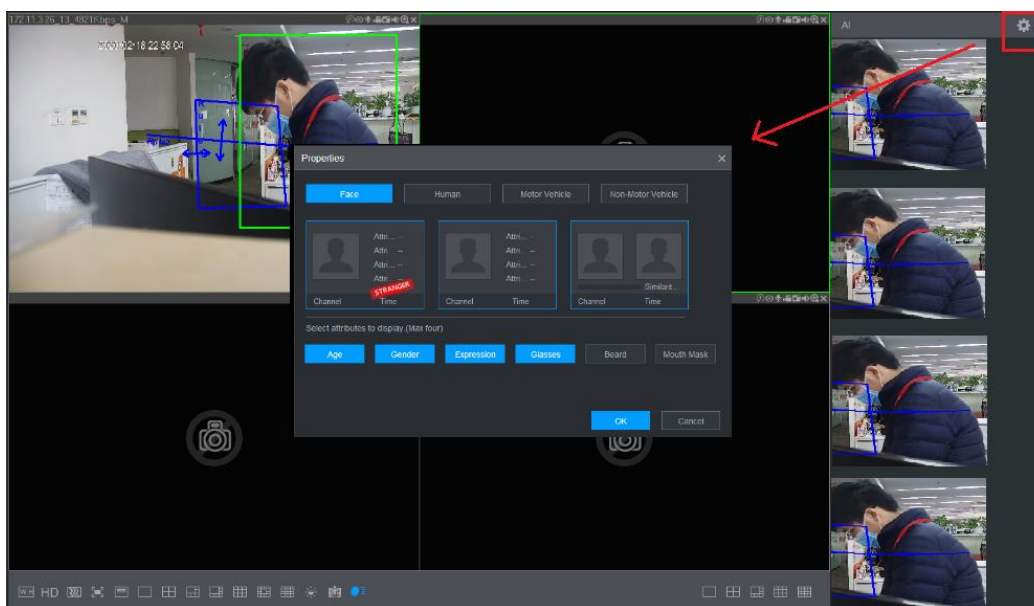 172.11.3.26_13_4821Kbps_M
AI
Properties
Face
Human
Motor Vehicle
Non-Motor Vehicle
Attri... --
Attri... --
Attri... --
Attri... --
STRANGER
Channel
Time
Attri... --
Attri... --
Attri... --
Attri... --
Channel
Time
Similarit...
Channel
Time
Select attributes to display.(Max four)
Age
Gender
Expression
Glasses
Beard
Mouth Mask
OK
Cancel
HD